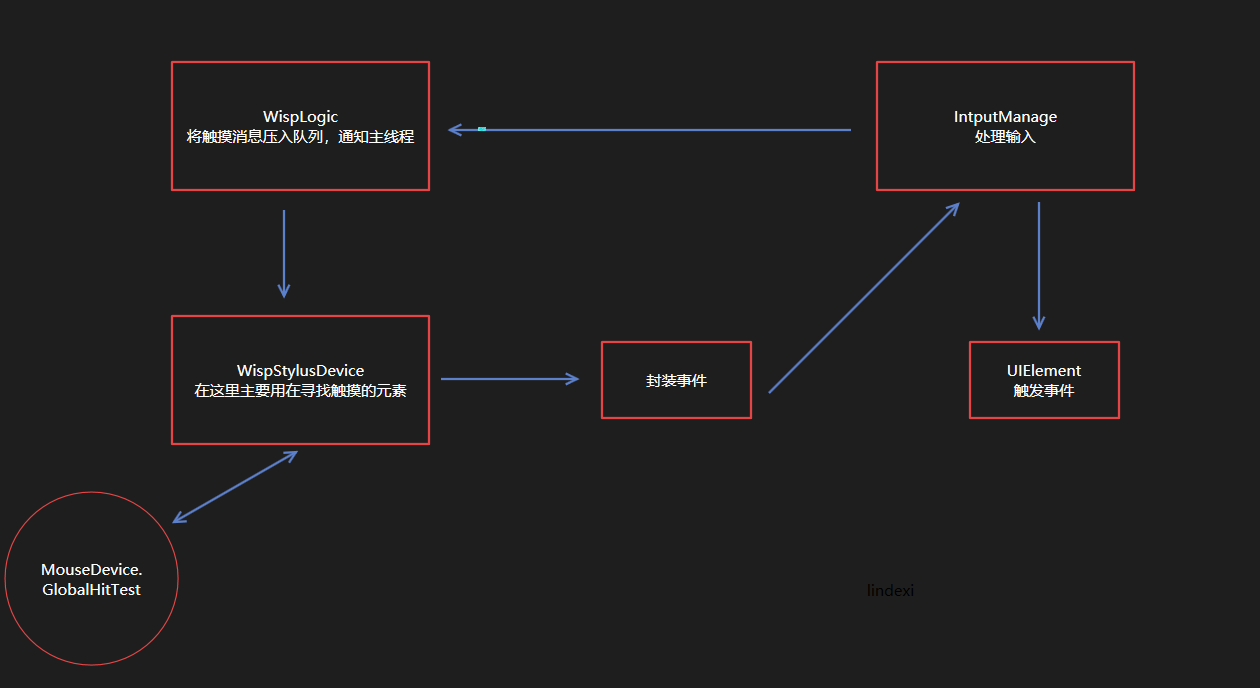 WispLogic
将触摸消息压入队列，通知主线程
IntputManage
处理输入
WispStylusDevice
在这里主要用在寻找触摸的元素
封装事件
UIElement
触发事件
MouseDevice.
GlobalHitTest
lindexi